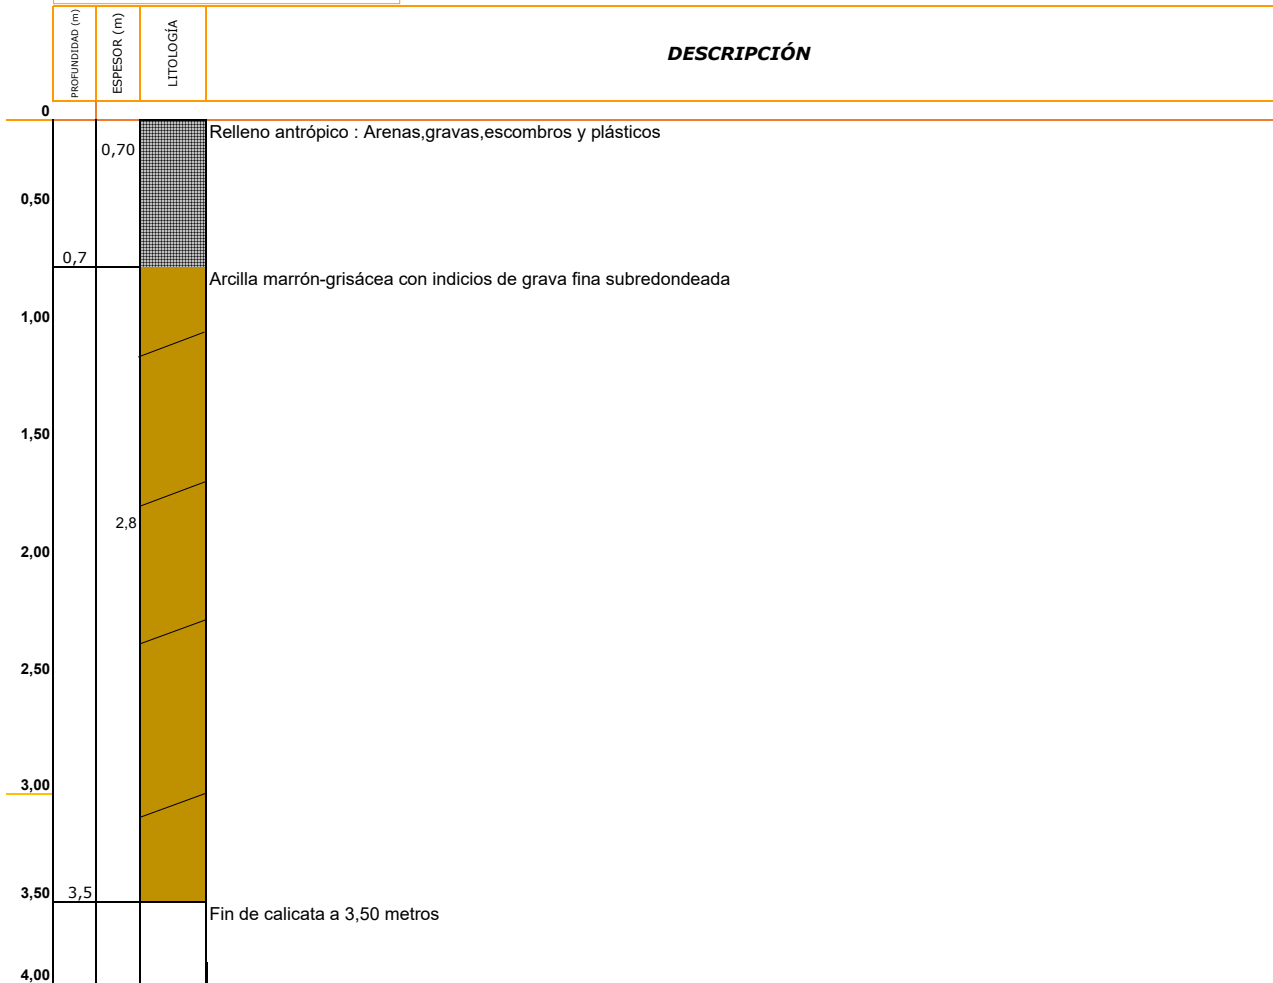 PROFUNDIDAD (m)
ESPESOR (m)
LITOLOGÍA
DESCRIPCIÓN
0
Relleno antrópico : Arenas,gravas,escombros y plásticos
0,70
0,50
0,7
Arcilla marrón-grisácea con indicios de grava fina subredondeada
1,00
1,50
2,8
2,00
2,50
3,00
3,50
3,5
Fin de calicata a 3,50 metros
4,00